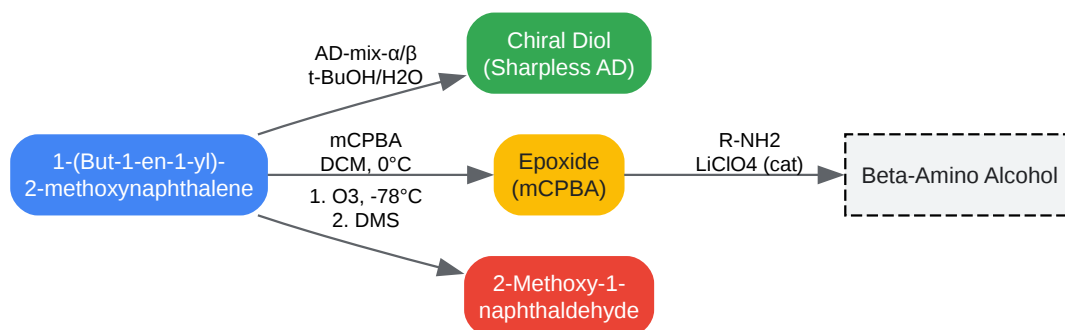 AD-mix-α/β
t-BuOH/H2O
Chiral Diol
(Sharpless AD)
1-(But-1-en-1-yl)-
2-methoxynaphthalene
mCPBA
DCM, 0°C
Epoxide
(mCPBA)
R-NH2
LiClO4 (cat)
Beta-Amino Alcohol
1. O3, -78°C
2. DMS
2-Methoxy-1-
naphthaldehyde